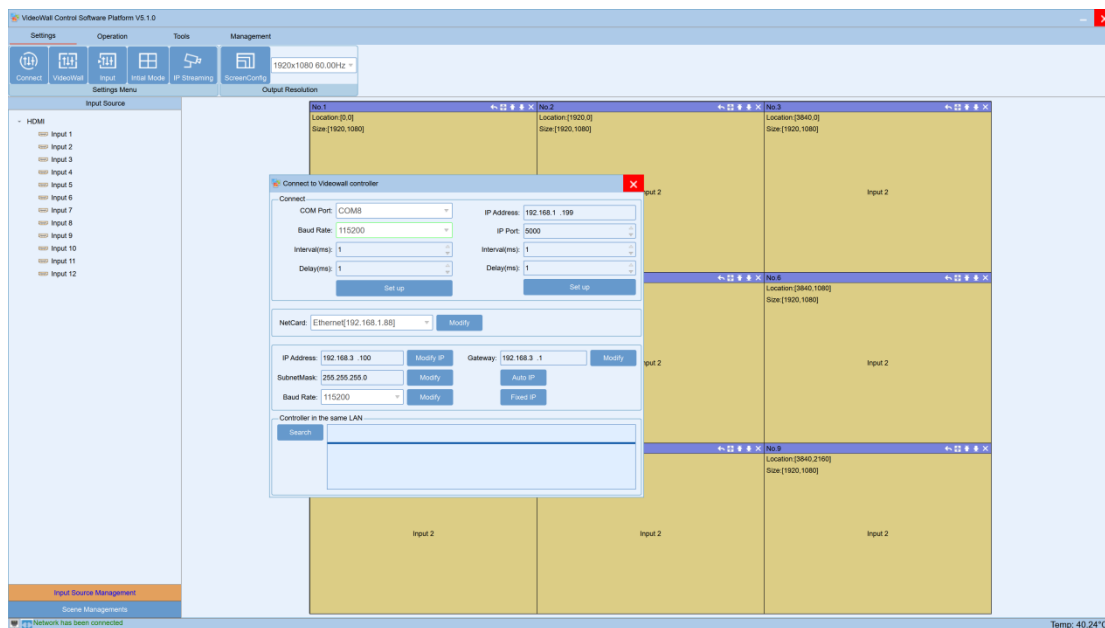 VideoWall Control Software Platform V5.1.0
Settings Operation Tools Management
Connect VideoWall Input Intial Mode IP Streaming ScreenConfig 1920x1080 60.00Hz
Settings Menu Output Resolution
Input Source
HDMI
Input 1
Input 2
Input 3
Input 4
Input 5
Input 6
Input 7
Input 8
Input 9
Input 10
Input 11
Input 12
Input Source Management
Scene Managements
Network has been connected
No.1
Location:[0,0]
Size:[1920,1080]
No.2
Location:[1920,0]
Size:[1920,1080]
nput 2
No.3
Location:[3840,0]
Size:[1920,1080]
Input 2
Connect to Videowall controller
Connect
COM Port: COM8
Baud Rate: 115200
Interval(ms): 1
Delay(ms): 1
Set up
IP Address: 192.168.1 .199
IP Port: 5000
Interval(ms): 1
Delay(ms): 1
Set up
NetCard: Ethernet[192.168.1.88] Modify
IP Address: 192.168.3 .100 Modify IP Gateway: 192.168.3 .1 Modify
SubnetMask: 255.255.255.0 Modify Auto IP
Baud Rate: 115200 Modify Fixed IP
Controller in the same LAN
Search
nput 2
No.6
Location:[3840,1080]
Size:[1920,1080]
Input 2
No.9
Location:[3840,2160]
Size:[1920,1080]
Input 2
Input 2
Input 2
Temp: 40.24°C